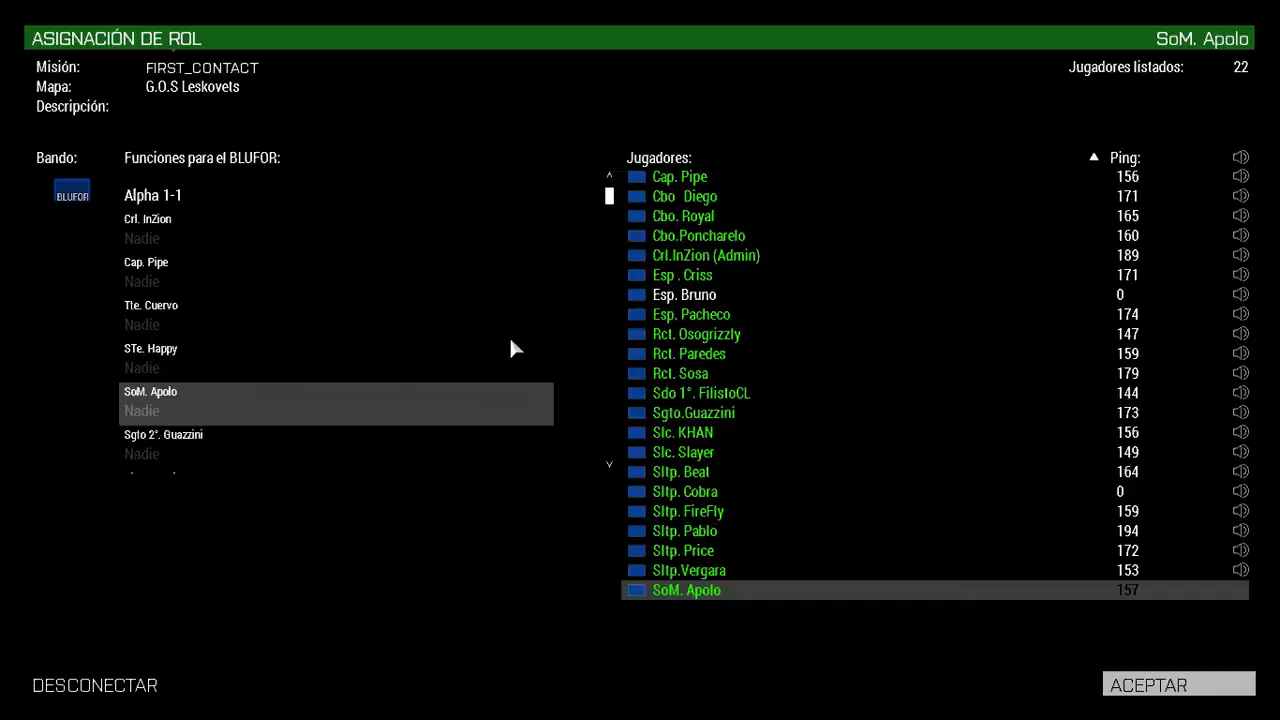 ASIGNACIÓN DE ROL SoM. Apolo
Misión: FIRST_CONTACT Jugadores listados: 22
Mapa: G.O.S Leskovets
Descripción:
Bando: Funciones para el BLUFOR:
BLUFOR
Alpha 1-1
Crl. InZion
Nadie
Cap. Pipe
Nadie
Tte. Cuervo
Nadie
STe. Happy
Nadie
SoM. Apolo
Nadie
Sgto 2°. Guazzini
Nadie
Jugadores: Ping:
Cap. Pipe 156
Cbo Diego 171
Cbo. Royal 165
Cbo.Poncharelo 160
Crl.InZion (Admin) 189
Esp . Criss 171
Esp. Bruno 0
Esp. Pacheco 174
Rct. Osogrizzly 147
Rct. Paredes 159
Rct. Sosa 179
Sdo 1°. FilistoCL 144
Sgto.Guazzini 173
Slc. KHAN 156
Slc. Slayer 149
Sltp. Beat 164
Sltp. Cobra 0
Sltp. FireFly 159
Sltp. Pablo 194
Sltp. Price 172
Sltp.Vergara 153
SoM. Apolo 157
DESCONECTAR ACEPTAR